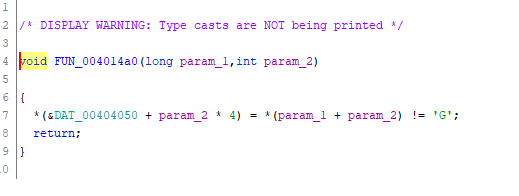 1
2 /* DISPLAY WARNING: Type casts are NOT being printed */
3
4 void FUN_004014a0(long param_1,int param_2)
5
6 {
7 *(&DAT_00404050 + param_2 * 4) = *(param_1 + param_2) != 'G';
8 return;
9 }
10